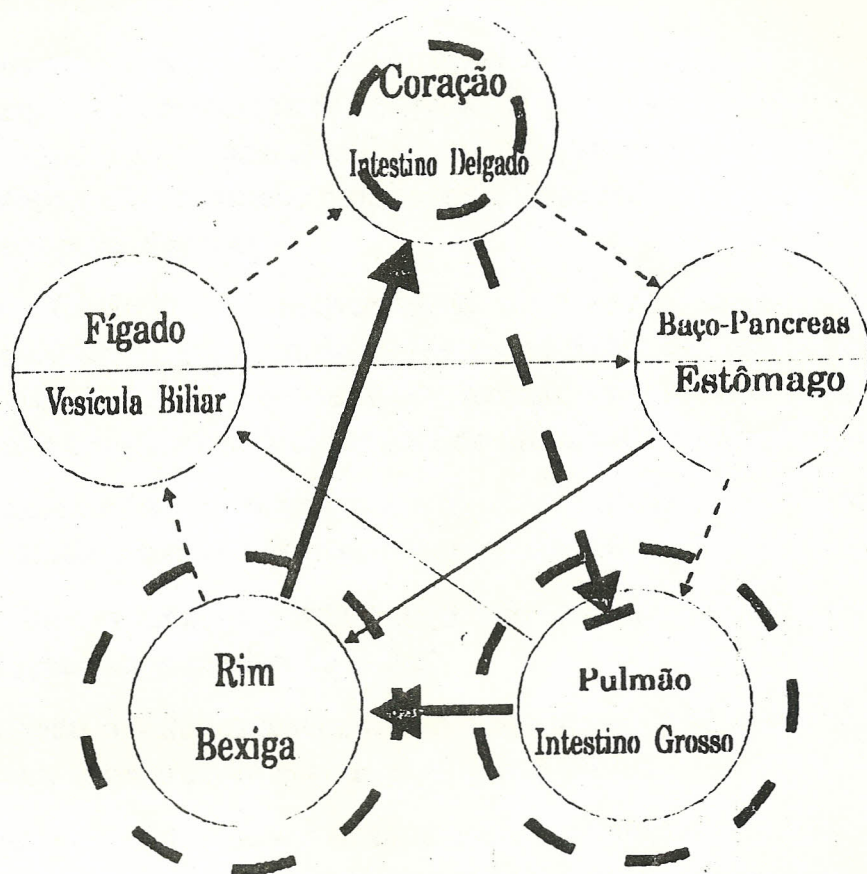 Coração
Intestino Delgado
Fígado
Vesícula Biliar
Baço-Pancreas
Estômago
Rim
Bexiga
Pulmão
Intestino Grosso